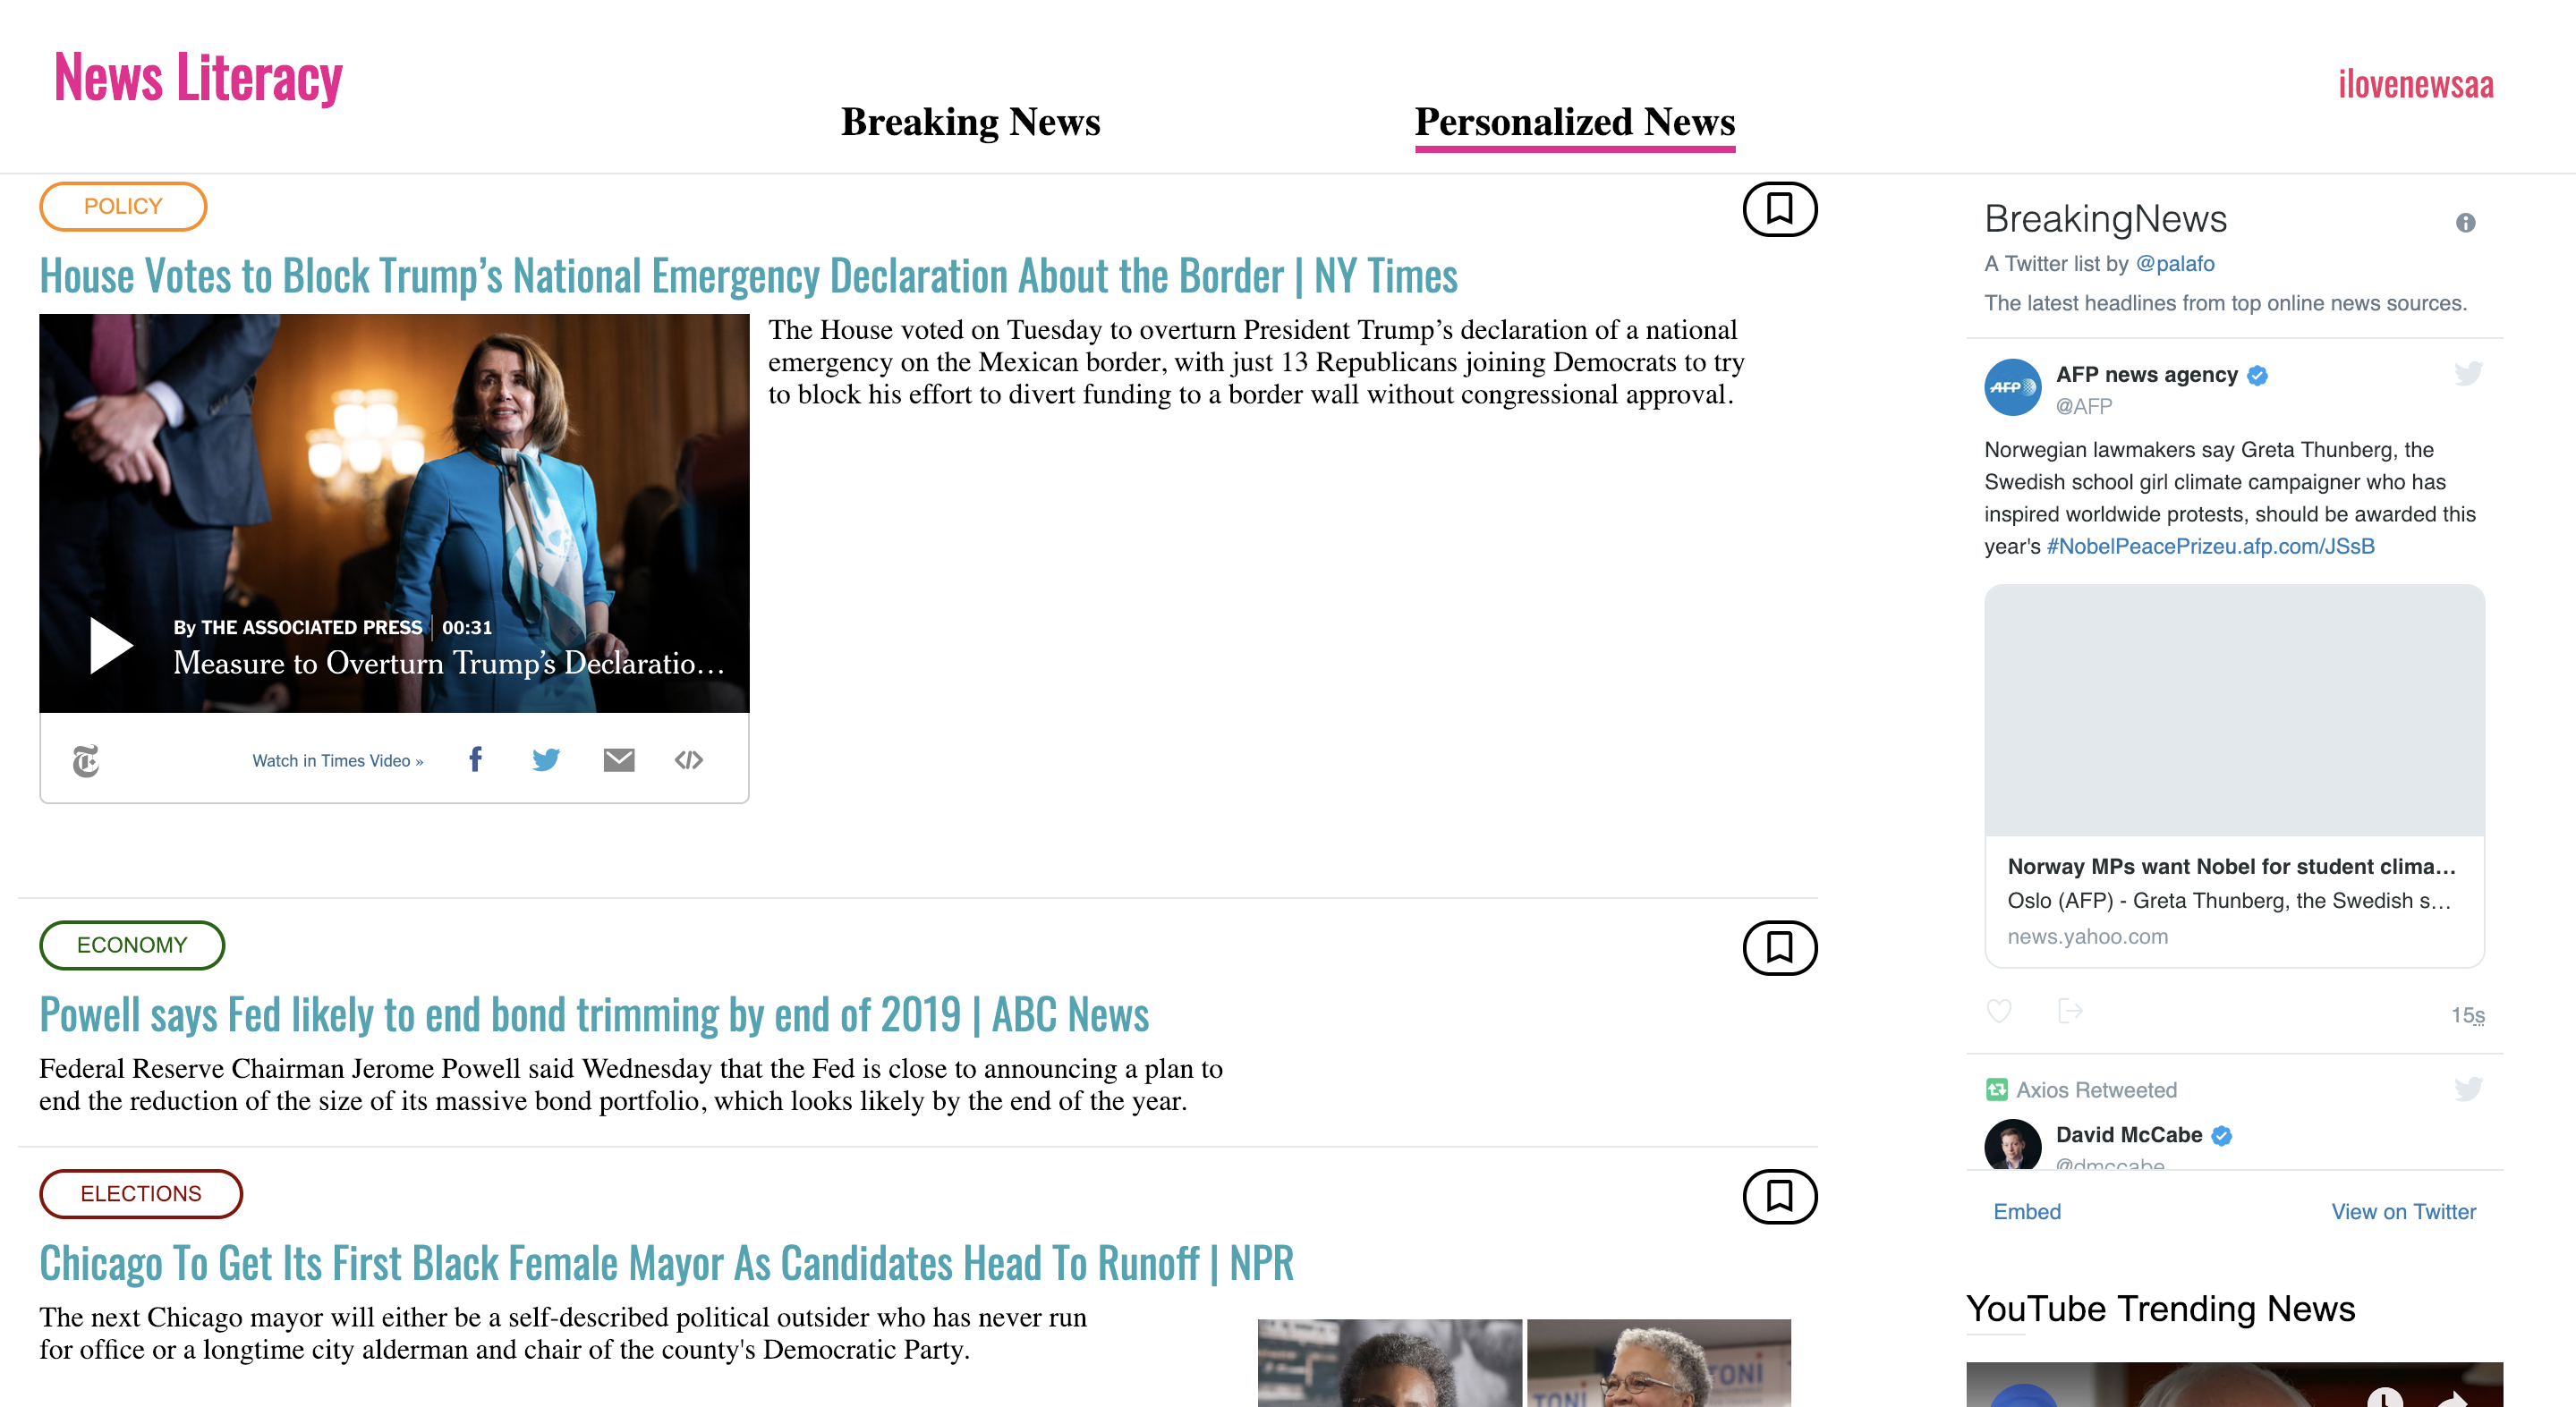 News Literacy
Breaking News
Personalized News
ilovenewsaa
POLICY
House Votes to Block Trump’s National Emergency Declaration About the Border | NY Times
The House voted on Tuesday to overturn President Trump’s declaration of a national
emergency on the Mexican border, with just 13 Republicans joining Democrats to try
to block his effort to divert funding to a border wall without congressional approval.
By THE ASSOCIATED PRESS | 00:31
Measure to Overturn Trump’s Declaratio…
Watch in Times Video »
ECONOMY
Powell says Fed likely to end bond trimming by end of 2019 | ABC News
Federal Reserve Chairman Jerome Powell said Wednesday that the Fed is close to announcing a plan to
end the reduction of the size of its massive bond portfolio, which looks likely by the end of the year.
ELECTIONS
Chicago To Get Its First Black Female Mayor As Candidates Head To Runoff | NPR
The next Chicago mayor will either be a self-described political outsider who has never run
for office or a longtime city alderman and chair of the county's Democratic Party.
TONI
TONI
BreakingNews
A Twitter list by @palafo
The latest headlines from top online news sources.
AFP
AFP news agency
@AFP
Norwegian lawmakers say Greta Thunberg, the
Swedish school girl climate campaigner who has
inspired worldwide protests, should be awarded this
year's #NobelPeacePrizeu.afp.com/JSsB
Norway MPs want Nobel for student clima…
Oslo (AFP) - Greta Thunberg, the Swedish s…
news.yahoo.com
15s
Axios Retweeted
David McCabe
@dmccabe
Embed
View on Twitter
YouTube Trending News